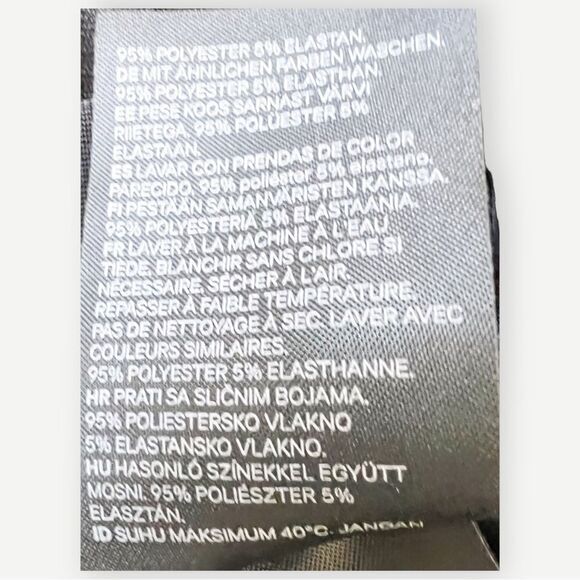 95% POLYESTER 5% ELASTAN.
DE MIT ÄHNLICHEN FARBEN WASCHEN.
95% POLYESTER 5% ELASTHAN.
EE PESE KOOS SARNAST VÄRVI
RIIETEGA. 95% POLÜESTER 5%
ELASTAAN.
ES LAVAR CON PRENDAS DE COLOR
PARECIDO. 95% poliéster 5% elastano.
FI PESTÄÄN SAMANVÄRISTEN KANSSA.
95% POLYESTERIÄ 5% ELASTAANIA.
FR LAVER À LA MACHINE À L'EAU
TIÈDE. BLANCHIR SANS CHLORE SI
NÉCESSAIRE. SÉCHER À L'AIR.
REPASSER À FAIBLE TEMPÉRATURE.
PAS DE NETTOYAGE À SEC. LAVER AVEC
COULEURS SIMILAIRES.
95% POLYESTER 5% ELASTHANNE.
HR PRATI SA SLIČNIM BOJAMA.
95% POLIESTERSKO VLAKNO
5% ELASTANSKO VLAKNO.
HU HASONLÓ SZÍNEKKEL EGYÜTT
MOSNI. 95% POLIÉSZTER 5%
ELASZTÁN.
ID SUHU MAKSIMUM 40°C. JANGAN